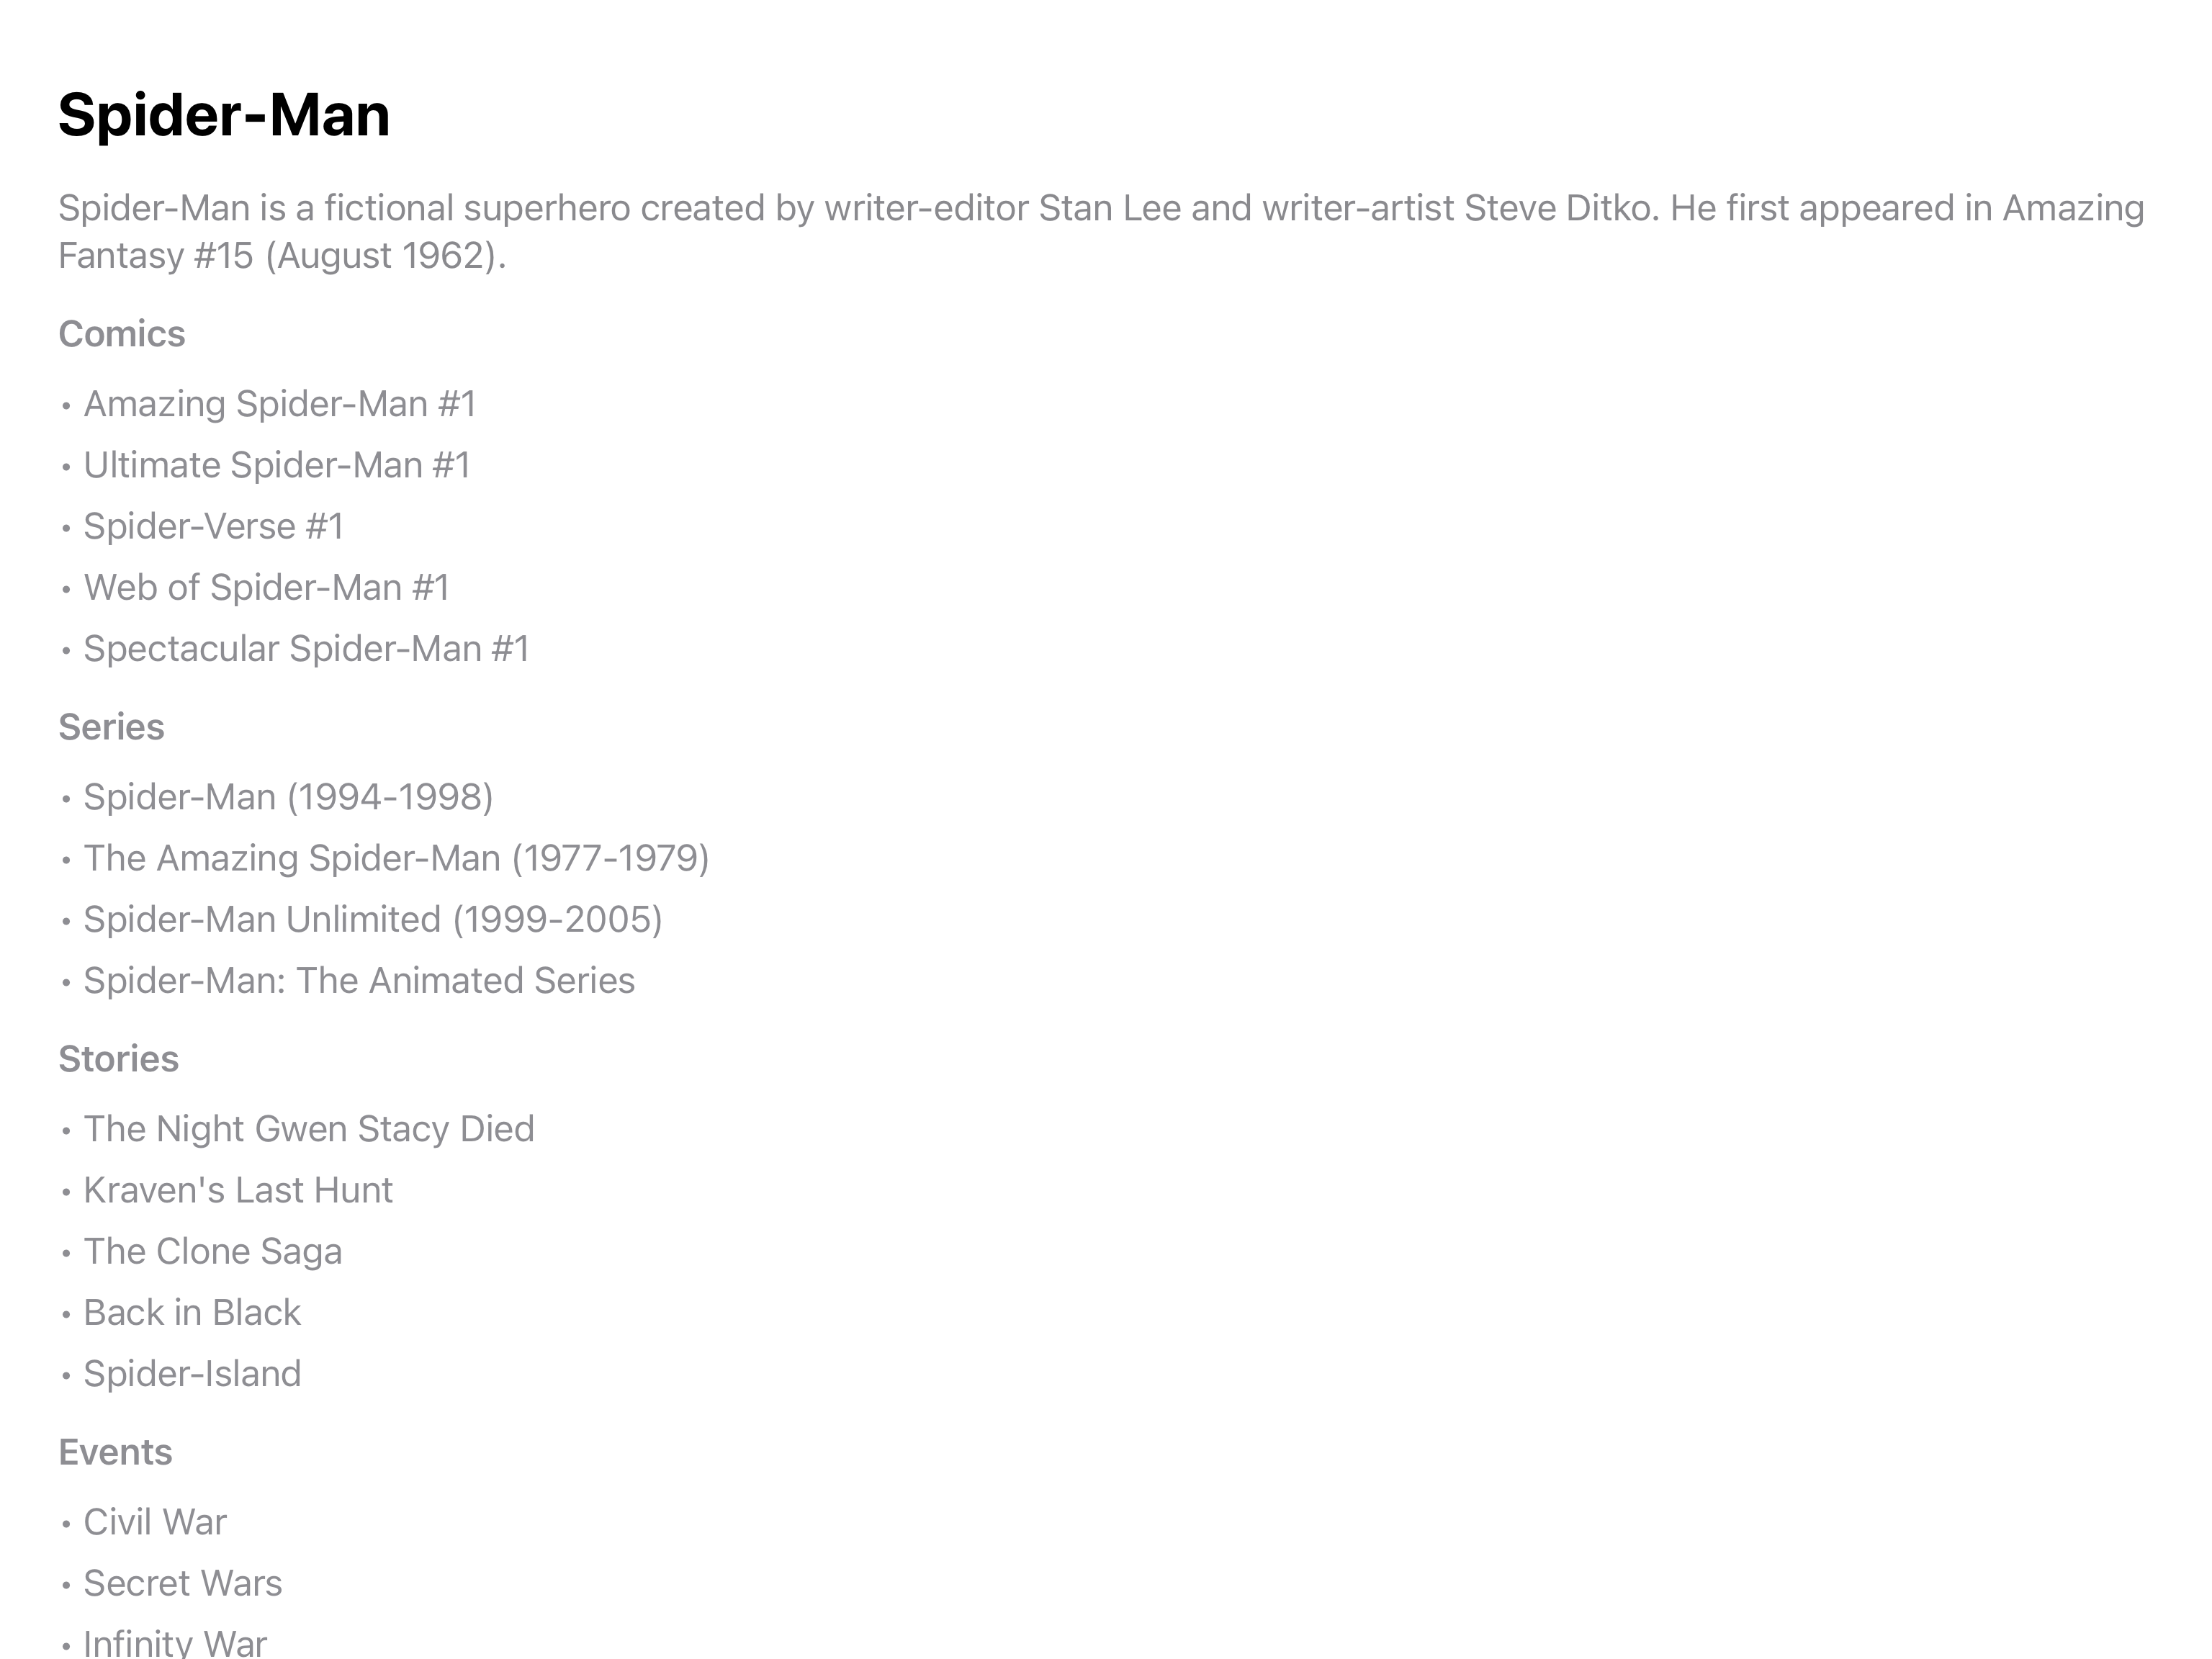 Spider-Man
Spider-Man is a fictional superhero created by writer-editor Stan Lee and writer-artist Steve Ditko. He first appeared in Amazing
Fantasy #15 (August 1962).
Comics
• Amazing Spider-Man #1
• Ultimate Spider-Man #1
• Spider-Verse #1
• Web of Spider-Man #1
• Spectacular Spider-Man #1
Series
• Spider-Man (1994-1998)
• The Amazing Spider-Man (1977-1979)
• Spider-Man Unlimited (1999-2005)
• Spider-Man: The Animated Series
Stories
• The Night Gwen Stacy Died
• Kraven's Last Hunt
• The Clone Saga
• Back in Black
• Spider-Island
Events
• Civil War
• Secret Wars
• Infinity War